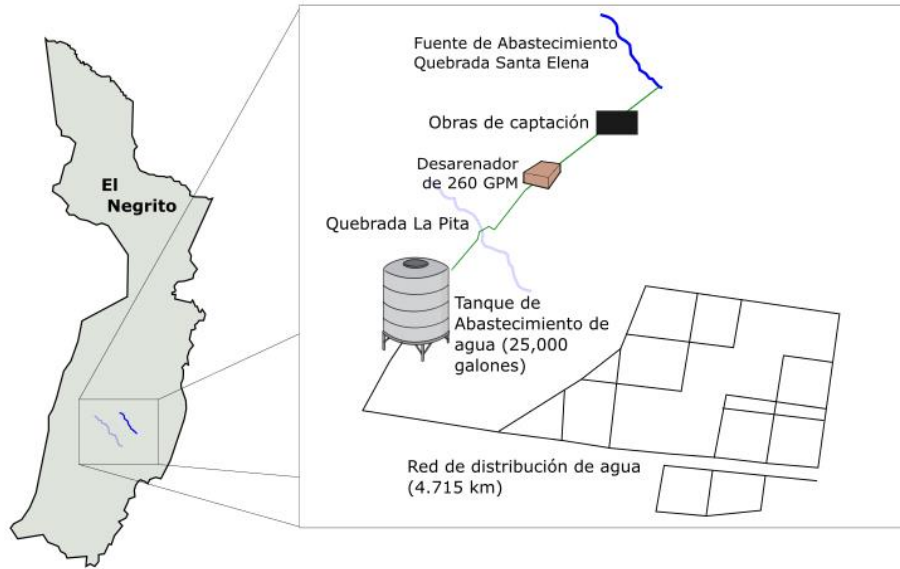 Fuente de Abastecimiento
Quebrada Santa Elena
Obras de captación
El
Negrito
Desarenador
de 260 GPM
Quebrada La Pita
Tanque de
Abastecimiento de
agua (25,000
galones)
Red de distribución de agua
(4.715 km)